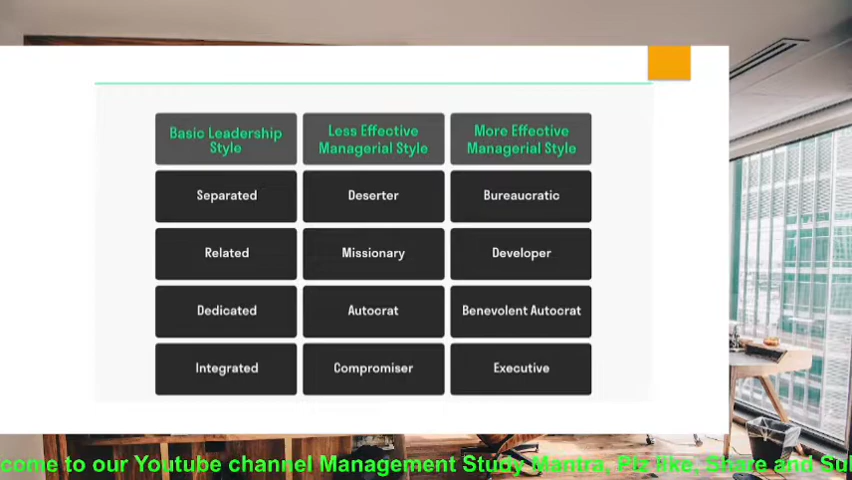 Basic Leadership
Style
Less Effective
Managerial Style
More Effective
Managerial Style
Separated
Deserter
Bureaucratic
Related
Missionary
Developer
Dedicated
Autocrat
Benevolent Autocrat
Integrated
Compromiser
Executive
come to our Youtube channel Management Study Mantra, Plz like, Share and Su